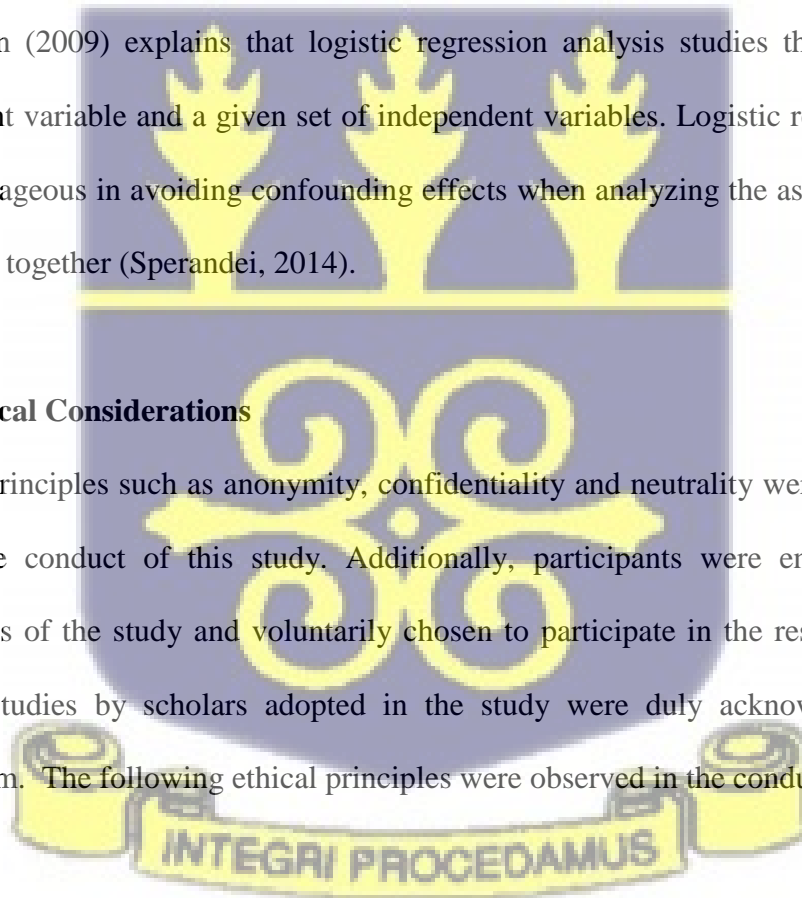 n (2009) explains that logistic regression analysis studies th
nt variable and a given set of independent variables. Logistic r
ageous in avoiding confounding effects when analyzing the as
together (Sperandei, 2014).
cal Considerations
rinciples such as anonymity, confidentiality and neutrality wer
e conduct of this study. Additionally, participants were en
s of the study and voluntarily chosen to participate in the res
tudies by scholars adopted in the study were duly acknow
m. The following ethical principles were observed in the condu
INTEGRI PROCEDAMUS